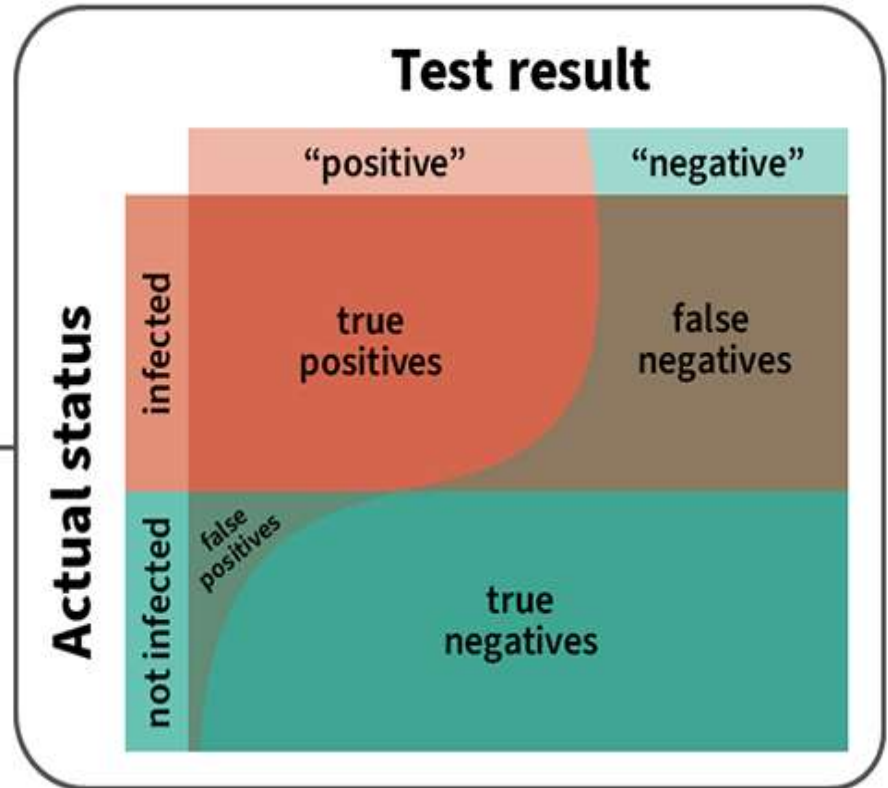 Test result
“positive”
“negative”
Actual status
infected
true
positives
false
negatives
not infected
false
positives
true
negatives